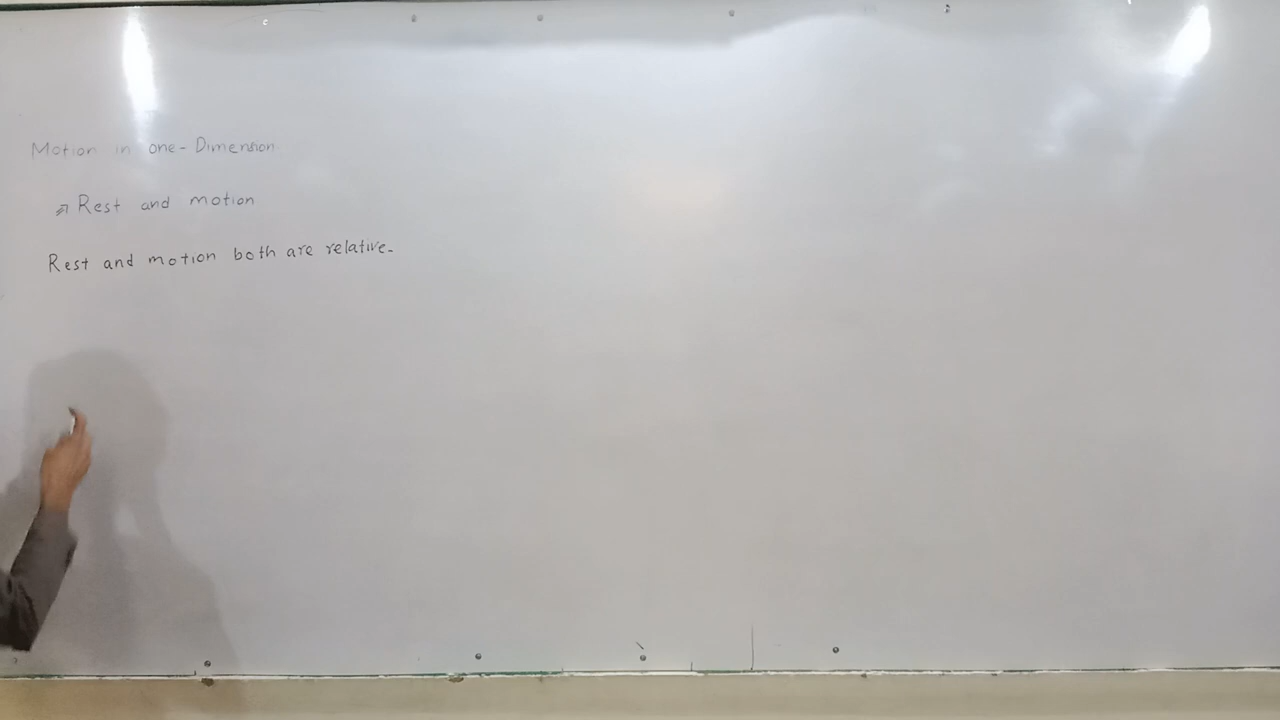 Motion in one-Dimension
⇒ Rest and motion
Rest and motion both are relative.